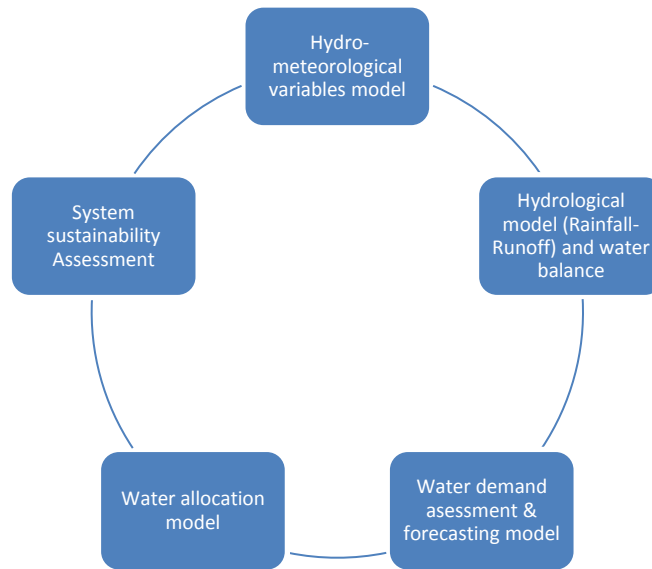 Hydro-
meteorological
variables model
Hydrological
model (Rainfall-
Runoff) and water
balance
Water demand
asessment &
forecasting model
Water allocation
model
System
sustainability
Assessment